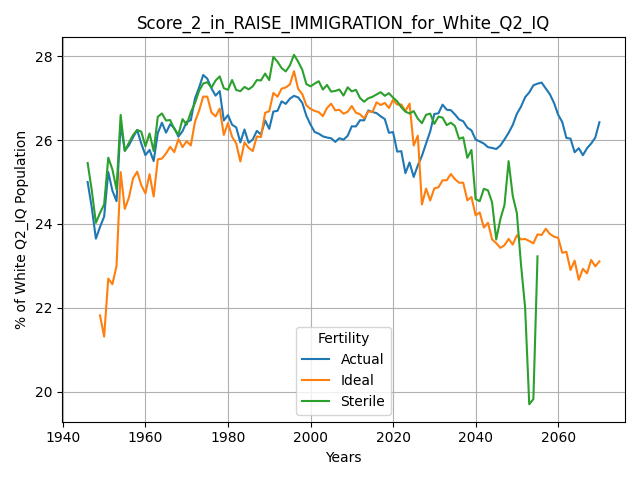 Score_2_in_RAISE_IMMIGRATION_for_White_Q2_IQ
% of White Q2_IQ Population
28
26
24
22
20
Fertility
Actual
Ideal
Sterile
1940
1960
1980
2000
2020
2040
2060
Years